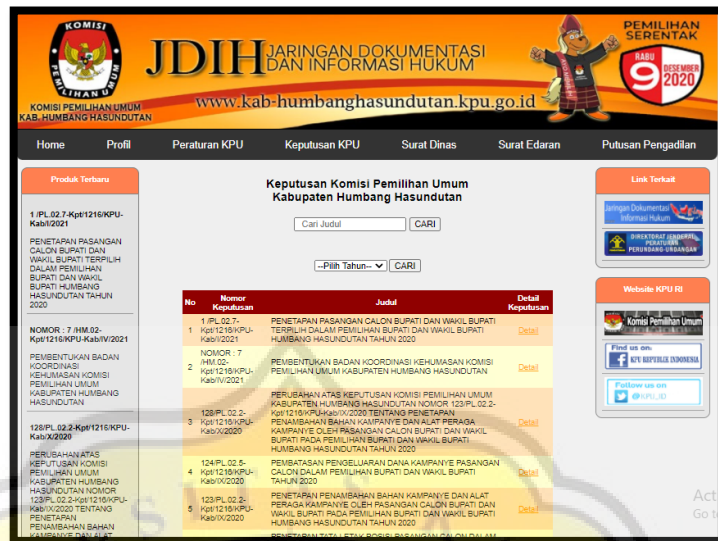 KOMISI
PEMILIHAN UMUM
KOMISI PEMILIHAN UMUM
KAB. HUMBANG HASUNDUTAN
JDIH
JARINGAN DOKUMENTASI
DAN INFORMASI HUKUM
www.kab-humbanghasundutan.kpu.go.id
PEMILIHAN
SERENTAK
RABU
9
DESEMBER
2020
Home Profil Peraturan KPU Keputusan KPU Surat Dinas Surat Edaran Putusan Pengadilan
Produk Terbaru
1 /PL.02.7-Kpt/1216/KPU-
Kab/I/2021
PENETAPAN PASANGAN
CALON BUPATI DAN
WAKIL BUPATI TERPILIH
DALAM PEMILIHAN
BUPATI DAN WAKIL
BUPATI HUMBANG
HASUNDUTAN TAHUN
2020
NOMOR : 7 /HM.02-
Kpt/1216/KPU-Kab/IV/2021
PEMBENTUKAN BADAN
KOORDINASI
KEHUMASAN KOMISI
PEMILIHAN UMUM
KABUPATEN HUMBANG
HASUNDUTAN
128/PL.02.2-Kpt/1216/KPU-
Kab/X/2020
PERUBAHAN ATAS
KEPUTUSAN KOMISI
PEMILIHAN UMUM
KABUPATEN HUMBANG
HASUNDUTAN NOMOR
123/PL.02.2-Kpt/1216/KPU-
Kab/IX/2020 TENTANG
PENETAPAN
PENAMBAHAN BAHAN
KAMPANYE DAN ALAT
Keputusan Komisi Pemilihan Umum
Kabupaten Humbang Hasundutan
Cari Judul CARI
--Pilih Tahun-- CARI
No Nomor Keputusan Judul Detail Keputusan
1 1 /PL.02.7-
Kpt/1216/KPU-
Kab/I/2021
PENETAPAN PASANGAN CALON BUPATI DAN WAKIL BUPATI
TERPILIH DALAM PEMILIHAN BUPATI DAN WAKIL BUPATI
HUMBANG HASUNDUTAN TAHUN 2020
Detail
2 NOMOR : 7
/HM.02-
Kpt/1216/KPU-
Kab/IV/2021
PEMBENTUKAN BADAN KOORDINASI KEHUMASAN KOMISI
PEMILIHAN UMUM KABUPATEN HUMBANG HASUNDUTAN
Detail
3 128/PL.02.2-
Kpt/1216/KPU-
Kab/X/2020
PERUBAHAN ATAS KEPUTUSAN KOMISI PEMILIHAN UMUM
KABUPATEN HUMBANG HASUNDUTAN NOMOR 123/PL.02.2-
Kpt/1216/KPU-Kab/IX/2020 TENTANG PENETAPAN
PENAMBAHAN BAHAN KAMPANYE DAN ALAT PERAGA
KAMPANYE OLEH PASANGAN CALON BUPATI DAN WAKIL
BUPATI PADA PEMILIHAN BUPATI DAN WAKIL BUPATI
HUMBANG HASUNDUTAN TAHUN 2020
Detail
4 124/PL.02.5-
Kpt/1216/KPU-
Kab/IX/2020
PEMBATASAN PENGELUARAN DANA KAMPANYE PASANGAN
CALON DALAM PEMILIHAN BUPATI DAN WAKIL BUPATI
TAHUN 2020
Detail
5 123/PL.02.2-
Kpt/1216/KPU-
Kab/IX/2020
PENETAPAN PENAMBAHAN BAHAN KAMPANYE DAN ALAT
PERAGA KAMPANYE OLEH PASANGAN CALON BUPATI DAN
WAKIL BUPATI PADA PEMILIHAN BUPATI DAN WAKIL BUPATI
HUMBANG HASUNDUTAN TAHUN 2020
Detail
PENETAPAN TATA LETAK POSISI PASANGAN CALON DALAM
Link Terkait
Jaringan Dokumentasi
Informasi Hukum
DIREKTORAT JENDERAL
PERATURAN
PERUNDANG-UNDANGAN
Website KPU RI
Komisi Pemilihan Umum
Find us on:
KPU REPUBLIK INDONESIA
Follow us on
@KPU_ID
Act
Go to